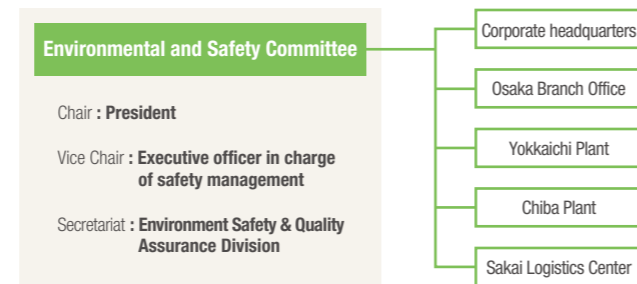 Environmental and Safety Committee
Chair : President
Vice Chair : Executive officer in charge
of safety management
Secretariat : Environment Safety & Quality
Assurance Division
Corporate headquarters
Osaka Branch Office
Yokkaichi Plant
Chiba Plant
Sakai Logistics Center